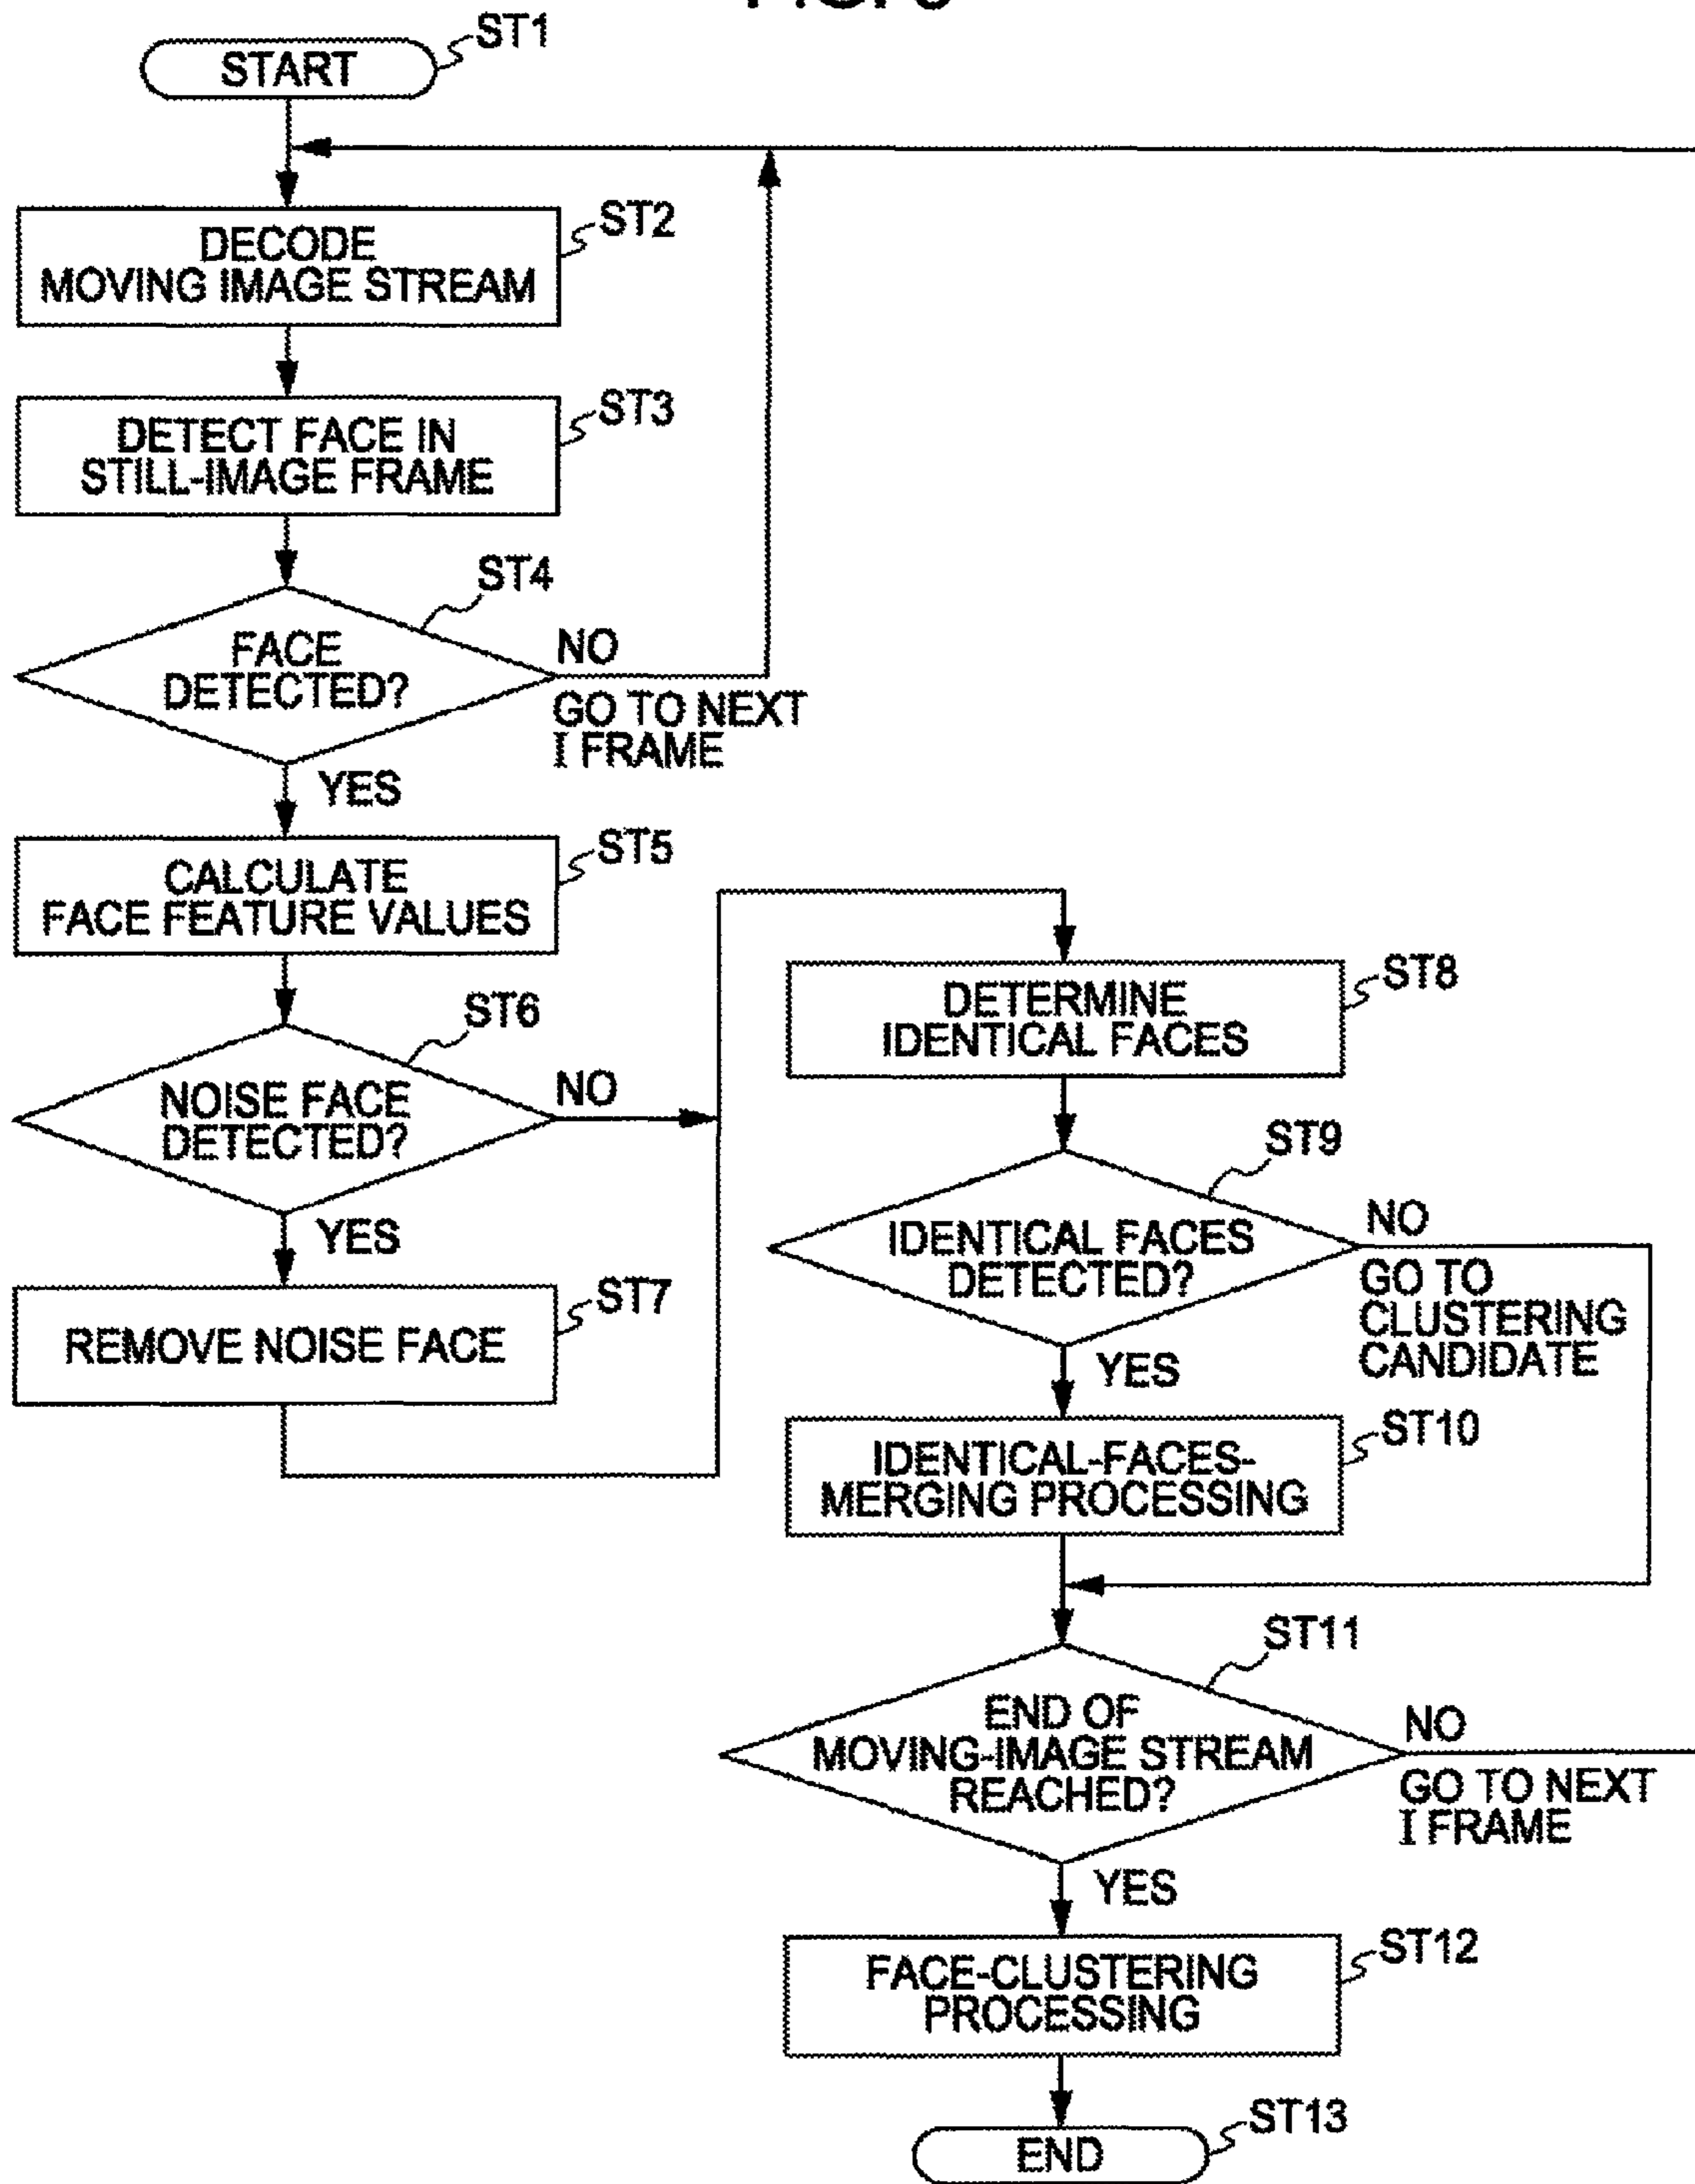 START
ST1
DECODE
MOVING IMAGE STREAM
ST2
DETECT FACE IN
STILL-IMAGE FRAME
ST3
FACE
DETECTED?
ST4
NO
GO TO NEXT
I FRAME
YES
CALCULATE
FACE FEATURE VALUES
ST5
NOISE FACE
DETECTED?
ST6
NO
YES
REMOVE NOISE FACE
ST7
DETERMINE
IDENTICAL FACES
ST8
IDENTICAL FACES
DETECTED?
ST9
NO
GO TO
CLUSTERING
CANDIDATE
YES
IDENTICAL-FACES-
MERGING PROCESSING
ST10
END OF
MOVING-IMAGE STREAM
REACHED?
ST11
NO
GO TO NEXT
I FRAME
YES
FACE-CLUSTERING
PROCESSING
ST12
END
ST13